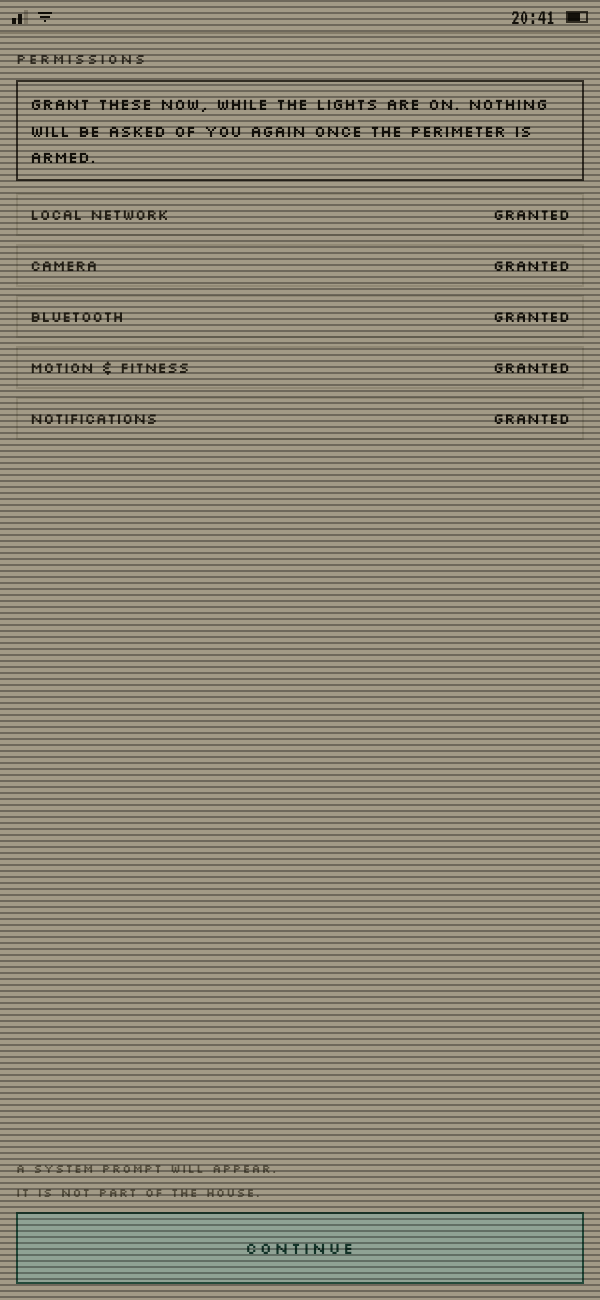 20:41
PERMISSIONS
GRANT THESE NOW, WHILE THE LIGHTS ARE ON. NOTHING
WILL BE ASKED OF YOU AGAIN ONCE THE PERIMETER IS
ARMED.
LOCAL NETWORK GRANTED
CAMERA GRANTED
BLUETOOTH GRANTED
MOTION & FITNESS GRANTED
NOTIFICATIONS GRANTED
A SYSTEM PROMPT WILL APPEAR.
IT IS NOT PART OF THE HOUSE.
CONTINUE